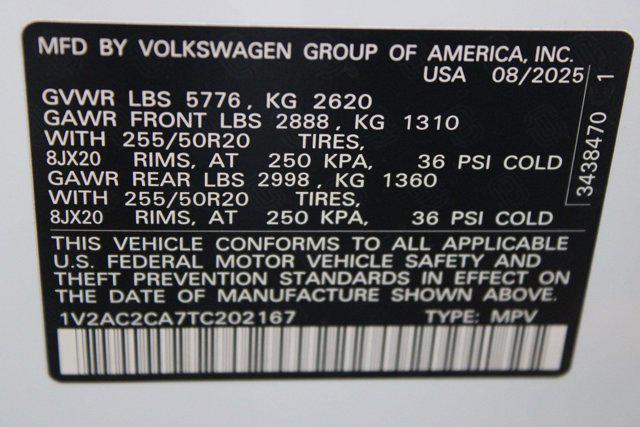 MFD BY VOLKSWAGEN GROUP OF AMERICA, INC.
USA 08/2025
GVWR LBS 5776, KG 2620
GAWR FRONT LBS 2888, KG 1310
WITH 255/50R20 TIRES,
8JX20 RIMS, AT 250 KPA, 36 PSI COLD
GAWR REAR LBS 2998, KG 1360
WITH 255/50R20 TIRES,
8JX20 RIMS, AT 250 KPA, 36 PSI COLD
THIS VEHICLE CONFORMS TO ALL APPLICABLE
U.S. FEDERAL MOTOR VEHICLE SAFETY AND
THEFT PREVENTION STANDARDS IN EFFECT ON
THE DATE OF MANUFACTURE SHOWN ABOVE.
1V2AC2CA7TC202167 TYPE: MPV
3438470 1